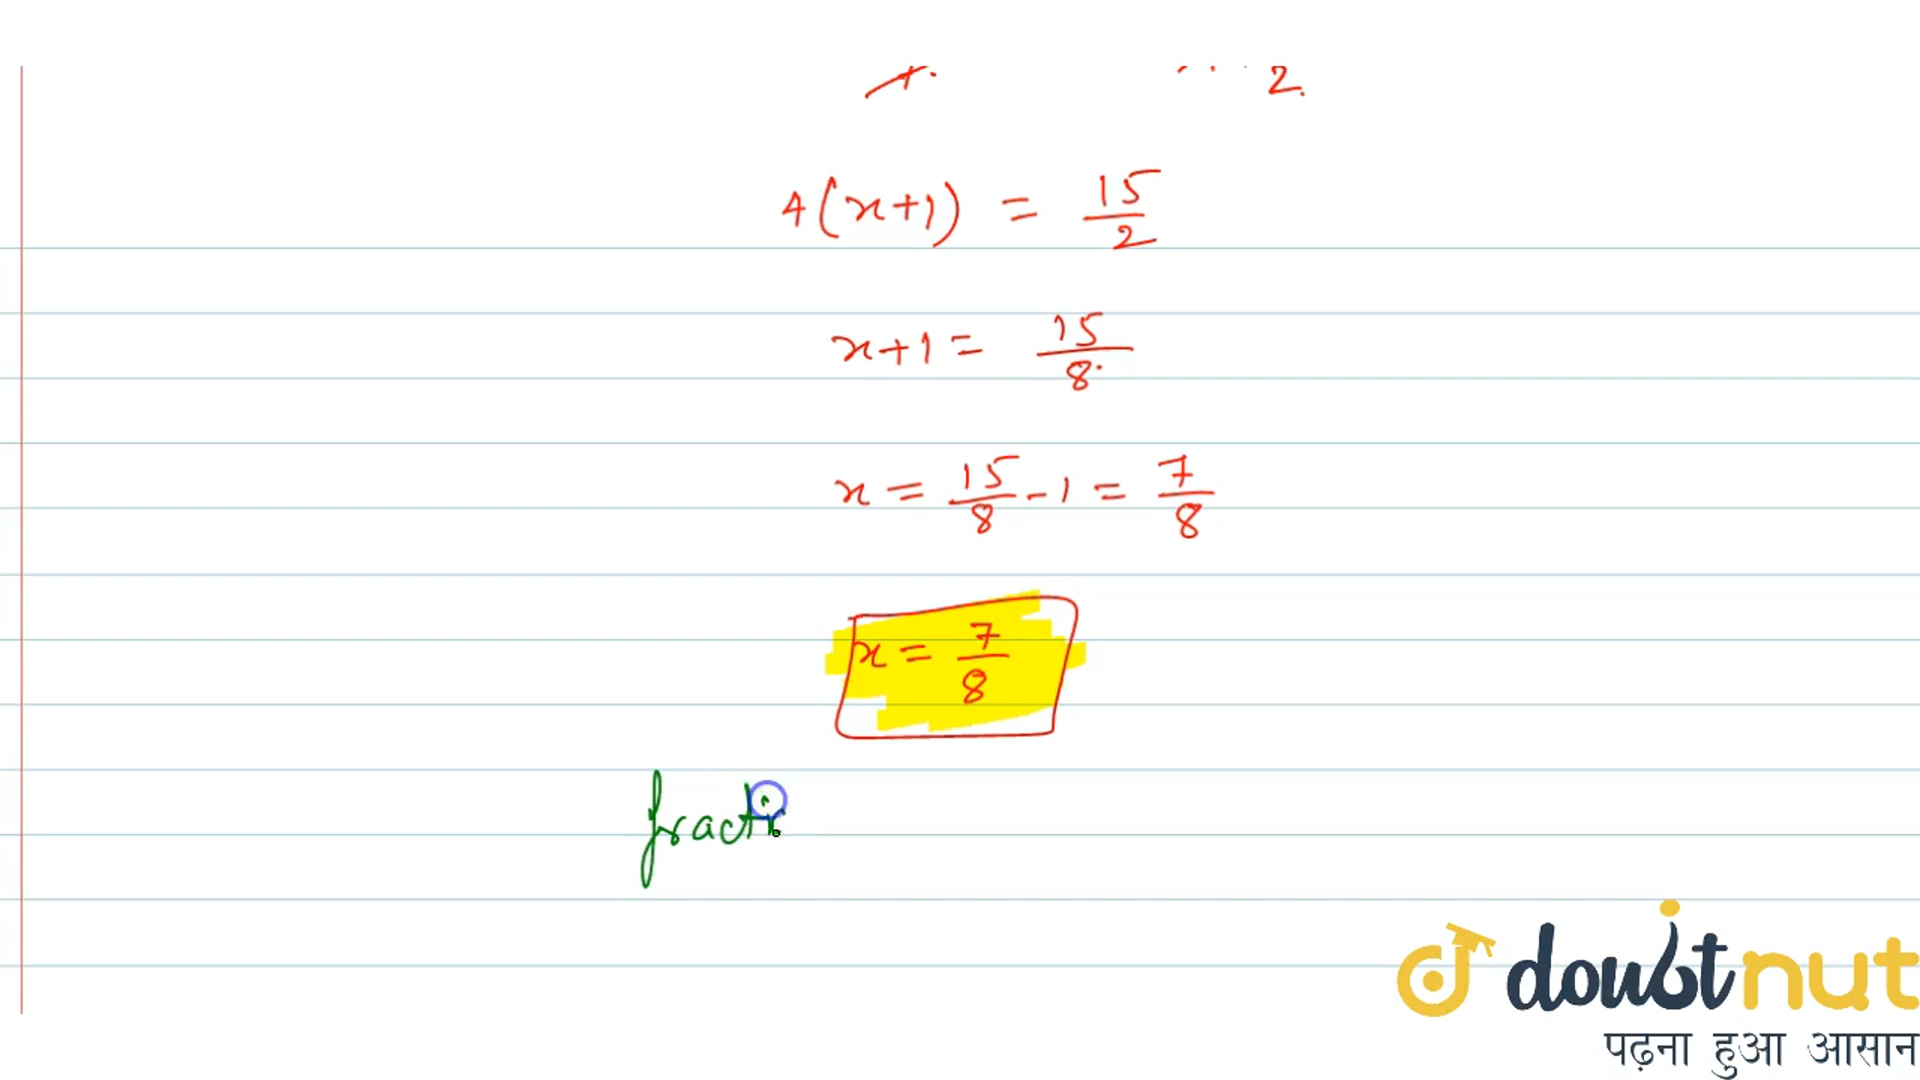 2.
4(x+1) = 15/2
x+1 = 15/8
x = 15/8 - 1 = 7/8
x = 7/8
fracti
doubtnut
पढ़ना हुआ आसान